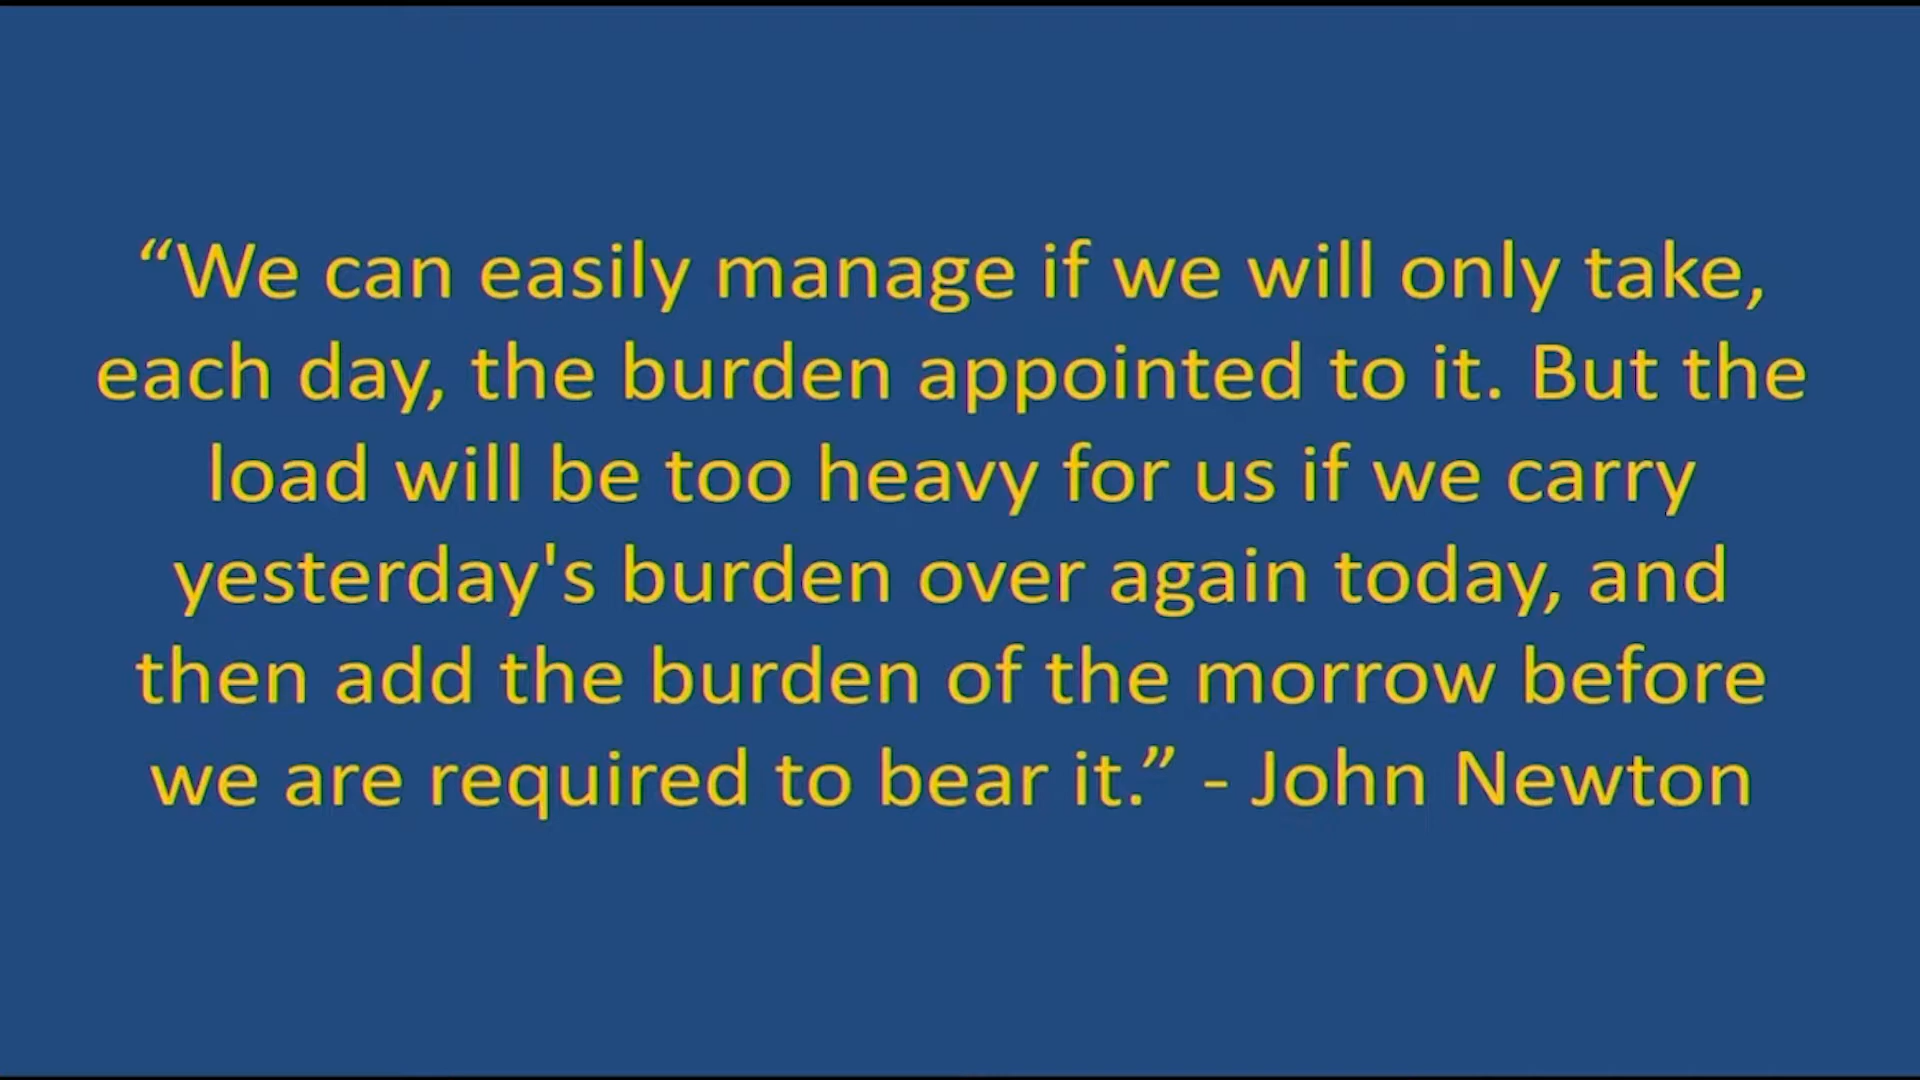 “We can easily manage if we will only take,
each day, the burden appointed to it. But the
load will be too heavy for us if we carry
yesterday's burden over again today, and
then add the burden of the morrow before
we are required to bear it.” - John Newton